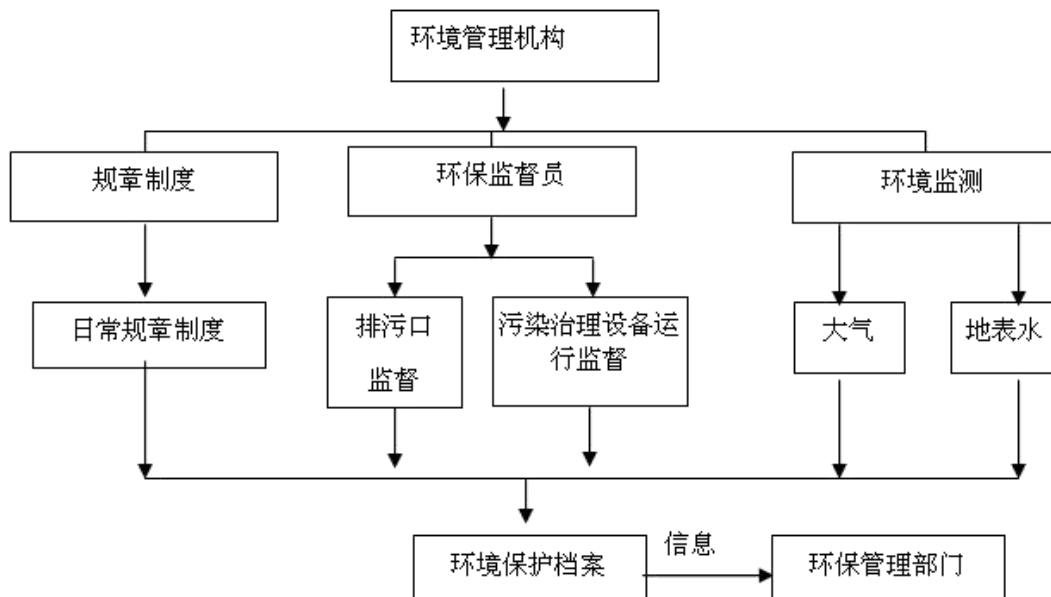 环境管理机构
规章制度
环保监督员
环境监测
日常规章制度
排污口
监督
污染治理设备运
行监督
大气
地表水
环境保护档案
信息
环保管理部门